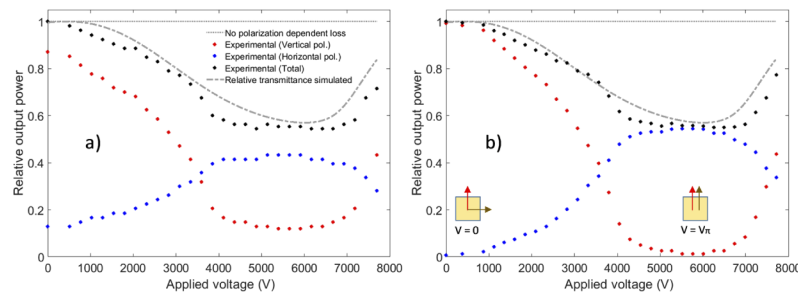 No polarization dependent loss
Experimental (Vertical pol.)
Experimental (Horizontal pol.)
Experimental (Total)
Relative transmittance simulated
a)
Relative output power
1
0.8
0.6
0.4
0.2
0
0 1000 2000 3000 4000 5000 6000 7000 8000
Applied voltage (V)
b)
Relative output power
1
0.8
0.6
0.4
0.2
0
V = 0
V = Vπ
0 1000 2000 3000 4000 5000 6000 7000 8000
Applied voltage (V)